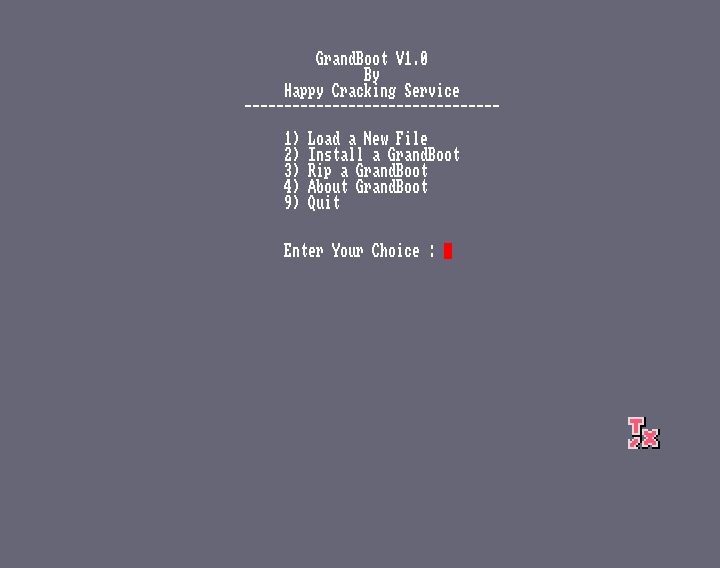 GrandBoot V1.0
By
Happy Cracking Service
--------------------------------
1) Load a New File
2) Install a GrandBoot
3) Rip a GrandBoot
4) About GrandBoot
9) Quit
Enter Your Choice :
TX